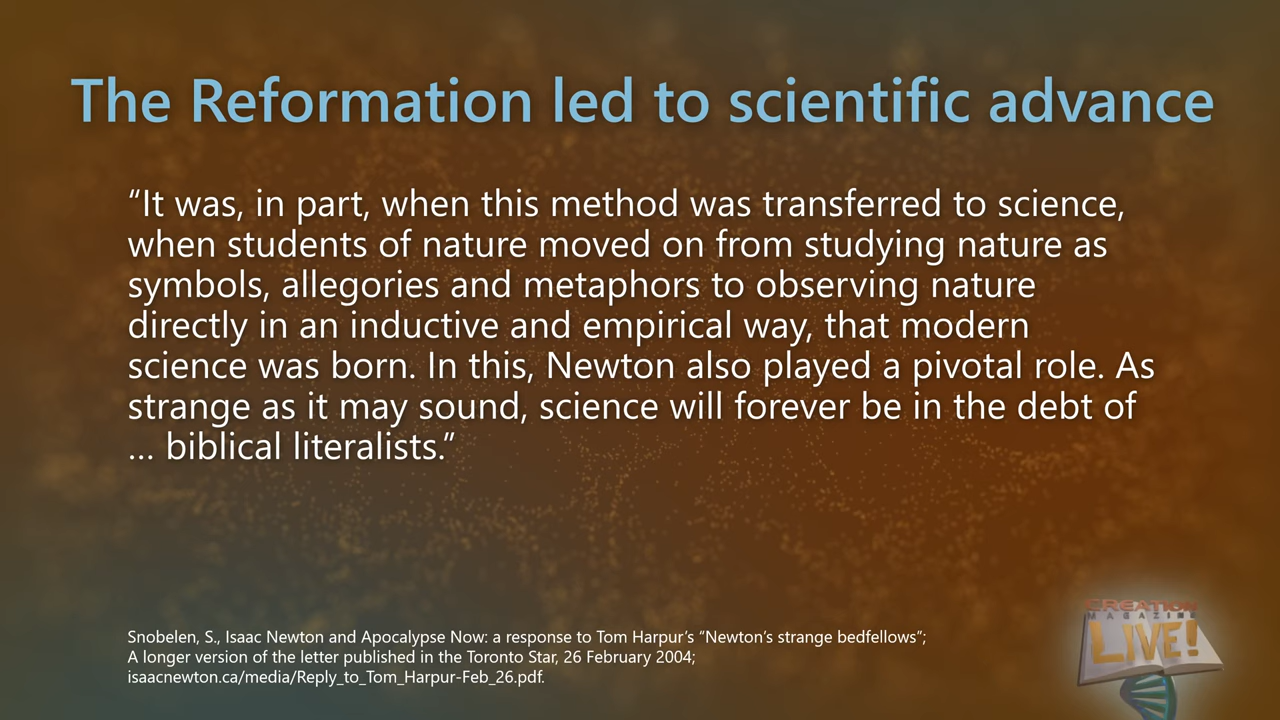 The Reformation led to scientific advance
“It was, in part, when this method was transferred to science,
when students of nature moved on from studying nature as
symbols, allegories and metaphors to observing nature
directly in an inductive and empirical way, that modern
science was born. In this, Newton also played a pivotal role. As
strange as it may sound, science will forever be in the debt of
… biblical literalists.”
Snobelen, S., Isaac Newton and Apocalypse Now: a response to Tom Harpur’s “Newton’s strange bedfellows”;
A longer version of the letter published in the Toronto Star, 26 February 2004;
isaacnewton.ca/media/Reply_to_Tom_Harpur-Feb_26.pdf.
CREATION
MAGAZINE
LIVE!